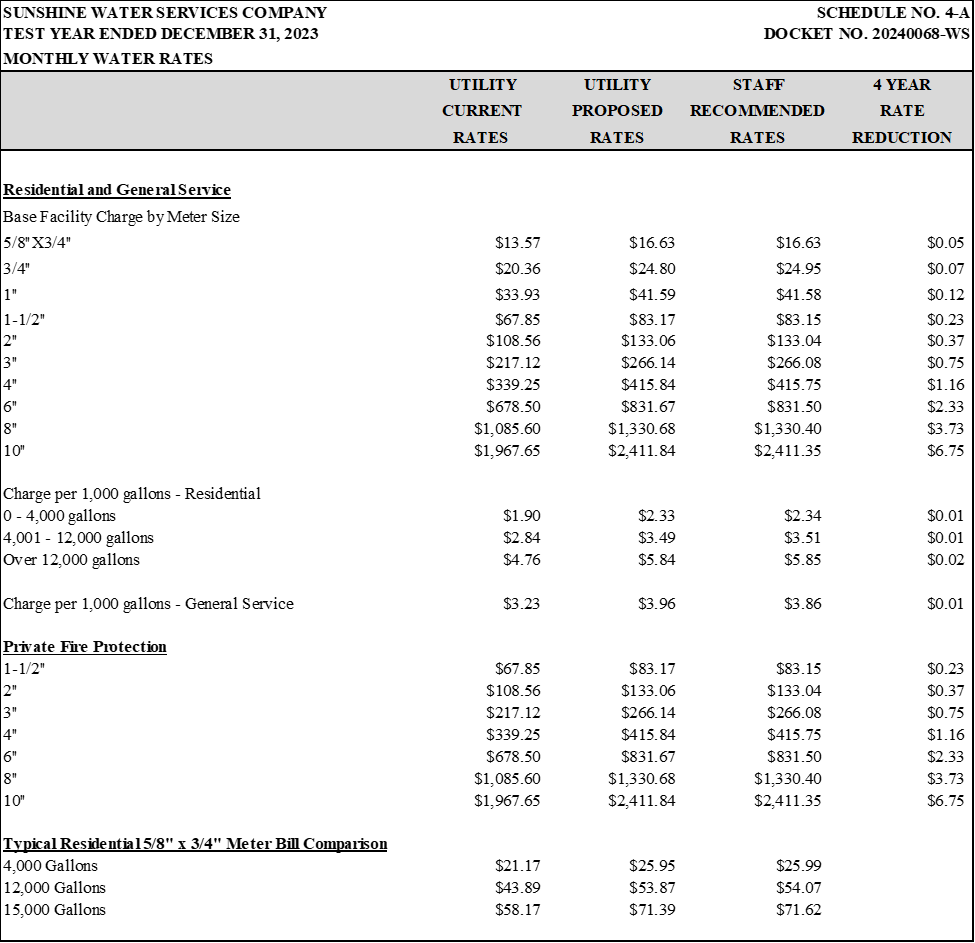 SUNSHINE WATER SERVICES COMPANY SCHEDULE NO. 4-A
TEST YEAR ENDED DECEMBER 31, 2023 DOCKET NO. 20240068-WS
MONTHLY WATER RATES
UTILITY UTILITY STAFF 4 YEAR
CURRENT PROPOSED RECOMMENDED RATE
RATES RATES RATES REDUCTION
Residential and General Service
Base Facility Charge by Meter Size
5/8"X3/4" $13.57 $16.63 $16.63 $0.05
3/4" $20.36 $24.80 $24.95 $0.07
1" $33.93 $41.59 $41.58 $0.12
1-1/2" $67.85 $83.17 $83.15 $0.23
2" $108.56 $133.06 $133.04 $0.37
3" $217.12 $266.14 $266.08 $0.75
4" $339.25 $415.84 $415.75 $1.16
6" $678.50 $831.67 $831.50 $2.33
8" $1,085.60 $1,330.68 $1,330.40 $3.73
10" $1,967.65 $2,411.84 $2,411.35 $6.75
Charge per 1,000 gallons - Residential
0 - 4,000 gallons $1.90 $2.33 $2.34 $0.01
4,001 - 12,000 gallons $2.84 $3.49 $3.51 $0.01
Over 12,000 gallons $4.76 $5.84 $5.85 $0.02
Charge per 1,000 gallons - General Service $3.23 $3.96 $3.86 $0.01
Private Fire Protection
1-1/2" $67.85 $83.17 $83.15 $0.23
2" $108.56 $133.06 $133.04 $0.37
3" $217.12 $266.14 $266.08 $0.75
4" $339.25 $415.84 $415.75 $1.16
6" $678.50 $831.67 $831.50 $2.33
8" $1,085.60 $1,330.68 $1,330.40 $3.73
10" $1,967.65 $2,411.84 $2,411.35 $6.75
Typical Residential 5/8" x 3/4" Meter Bill Comparison
4,000 Gallons $21.17 $25.95 $25.99
12,000 Gallons $43.89 $53.87 $54.07
15,000 Gallons $58.17 $71.39 $71.62